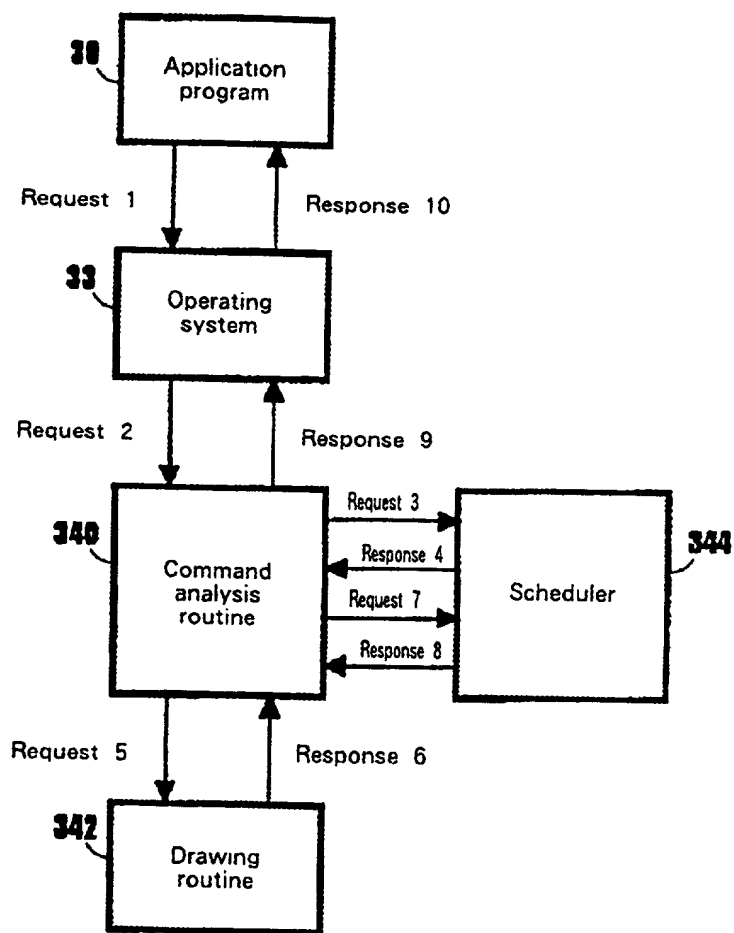 38
Application
program
Request 1
Response 10
33
Operating
system
Request 2
Response 9
340
Command
analysis
routine
Request 3
Response 4
Request 7
Response 8
Scheduler
344
Request 5
Response 6
342
Drawing
routine